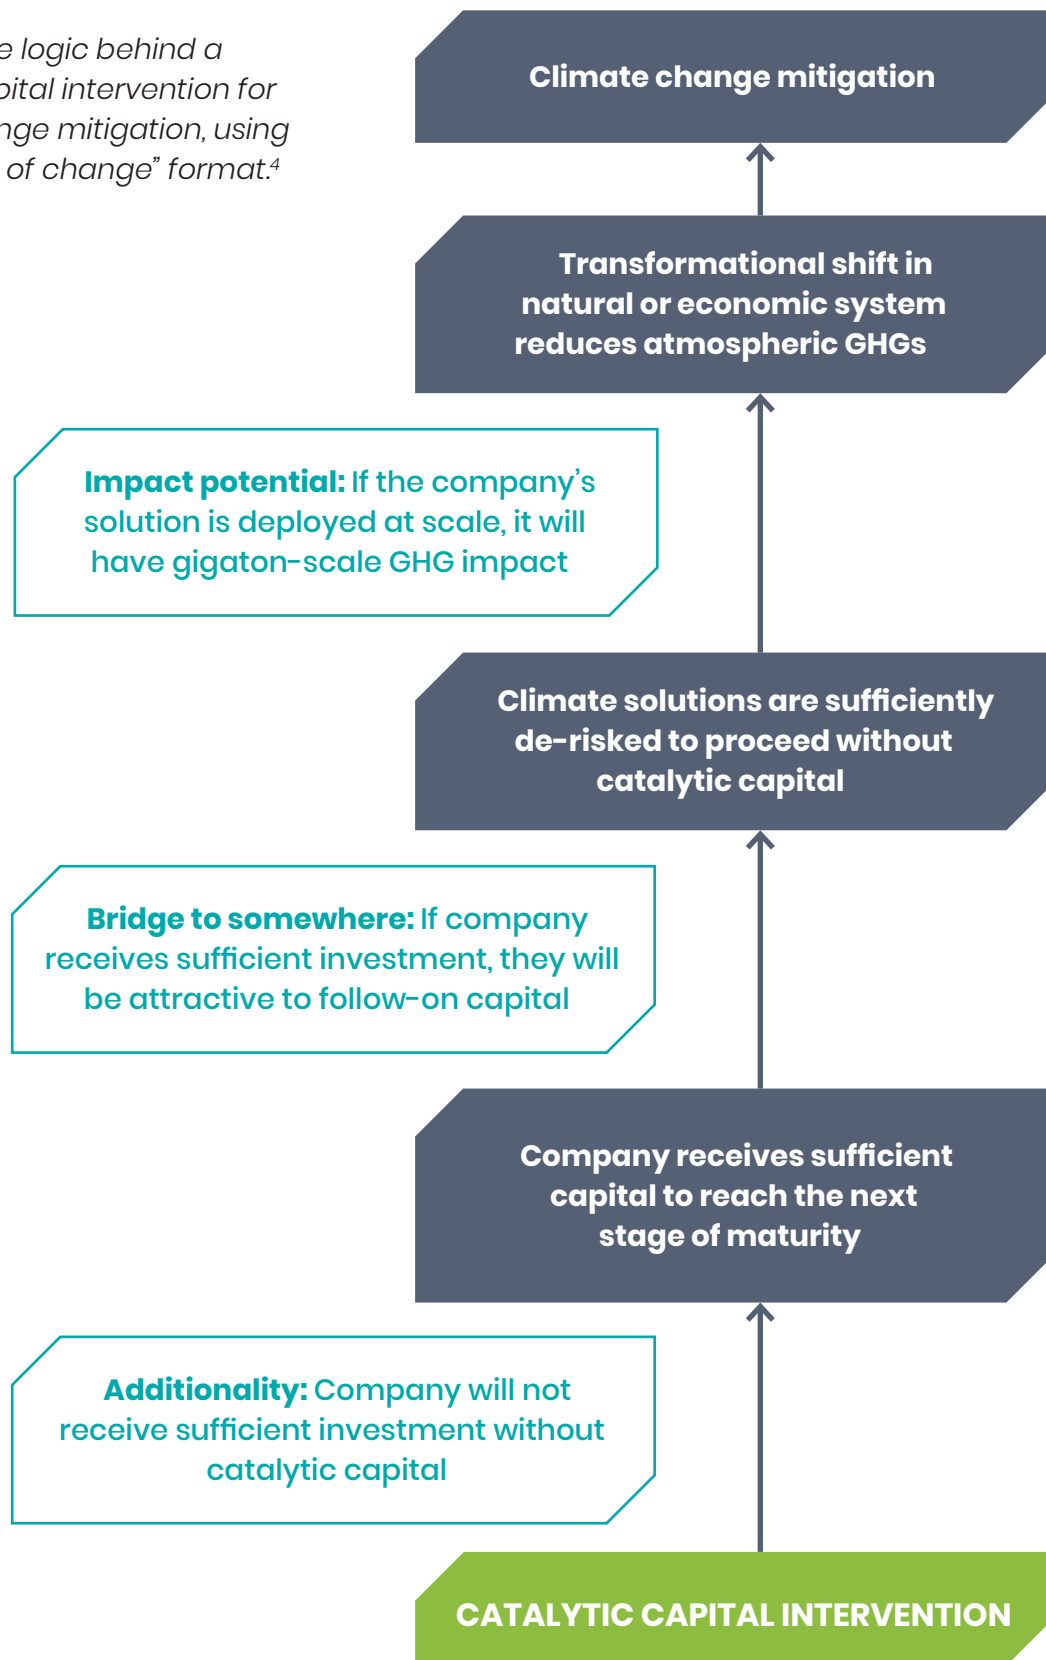 e logic behind a
pital intervention for
nge mitigation, using
of change” format.⁴
Climate change mitigation
Transformational shift in
natural or economic system
reduces atmospheric GHGs
Impact potential: If the company’s
solution is deployed at scale, it will
have gigaton-scale GHG impact
Climate solutions are sufficiently
de-risked to proceed without
catalytic capital
Bridge to somewhere: If company
receives sufficient investment, they will
be attractive to follow-on capital
Company receives sufficient
capital to reach the next
stage of maturity
Additionality: Company will not
receive sufficient investment without
catalytic capital
CATALYTIC CAPITAL INTERVENTION